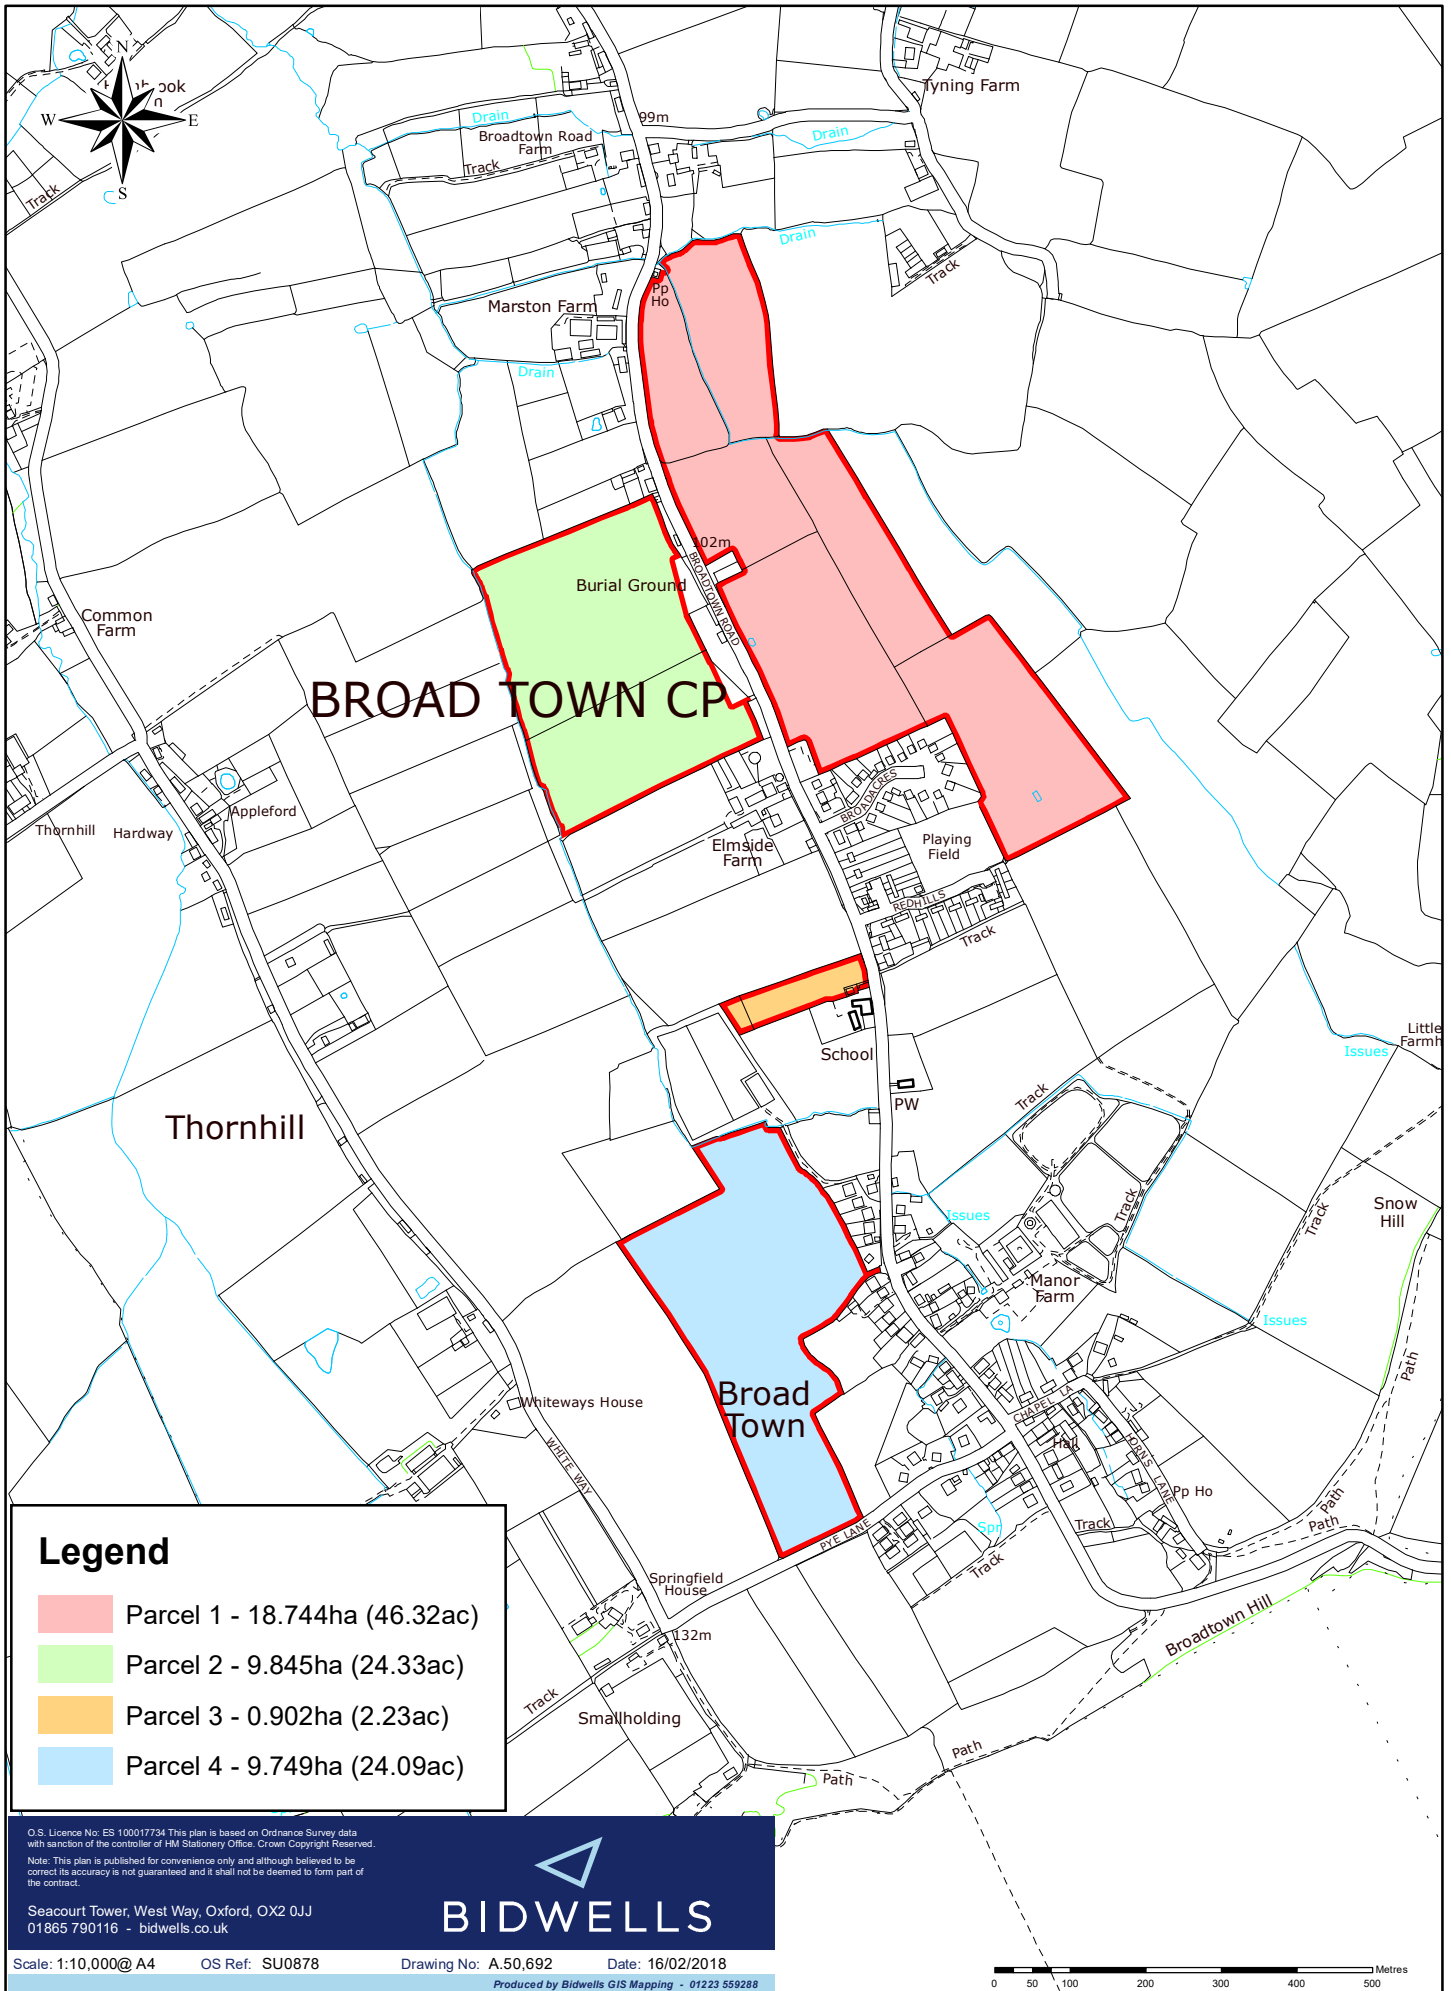 N
W
E
S
Track
Drain
Broadtown Road
Farm
Track
99m
Drain
Tyning Farm
Drain
Track
Pp
Ho
Marston Farm
Drain
102m
BROADTOWN ROAD
Burial Ground
Common
Farm
BROAD TOWN CP
Appleford
Thornhill
Hardway
BROADACRES
Elmside
Farm
Playing
Field
REDHILLS
Track
School
PW
Little
Issues
Thornhill
Track
Track
Issues
Track
Snow
Hill
Manor
Farm
Issues
Path
Broad
Town
Whiteways House
WHITE WAY
CHAPEL LA
Hall
HORNS LANE
Pp Ho
Spr
Track
Path
Path
PYE LANE
Track
Springfield
House
132m
Broadtown Hill
Track
Smallholding
Path
Path
Legend
Parcel 1 - 18.744ha (46.32ac)
Parcel 2 - 9.845ha (24.33ac)
Parcel 3 - 0.902ha (2.23ac)
Parcel 4 - 9.749ha (24.09ac)
O.S. Licence No: ES 100017734 This plan is based on Ordnance Survey data
with sanction of the controller of HM Stationery Office. Crown Copyright Reserved.
Note: This plan is published for convenience only and although believed to be
correct its accuracy is not guaranteed and it shall not be deemed to form part of
the contract.
Seacourt Tower, West Way, Oxford, OX2 0JJ
01865 790116 - bidwells.co.uk
BIDWELLS
Scale: 1:10,000@ A4 OS Ref: SU0878 Drawing No: A.50,692 Date: 16/02/2018
Produced by Bidwells GIS Mapping - 01223 559288
Metres
0 50 100 200 300 400 500